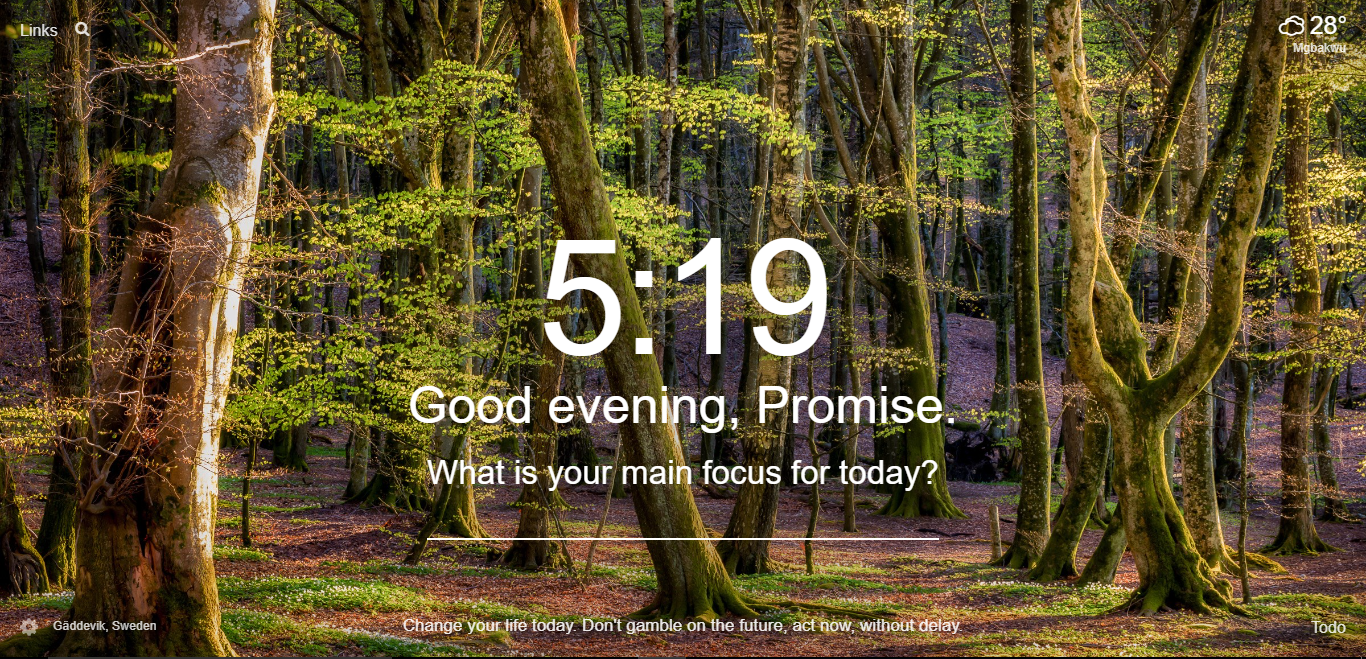 Links
28°
Mgbakwu
5:19
Good evening, Promise.
What is your main focus for today?
Gäddevik, Sweden
Change your life today. Don't gamble on the future, act now, without delay.
Todo